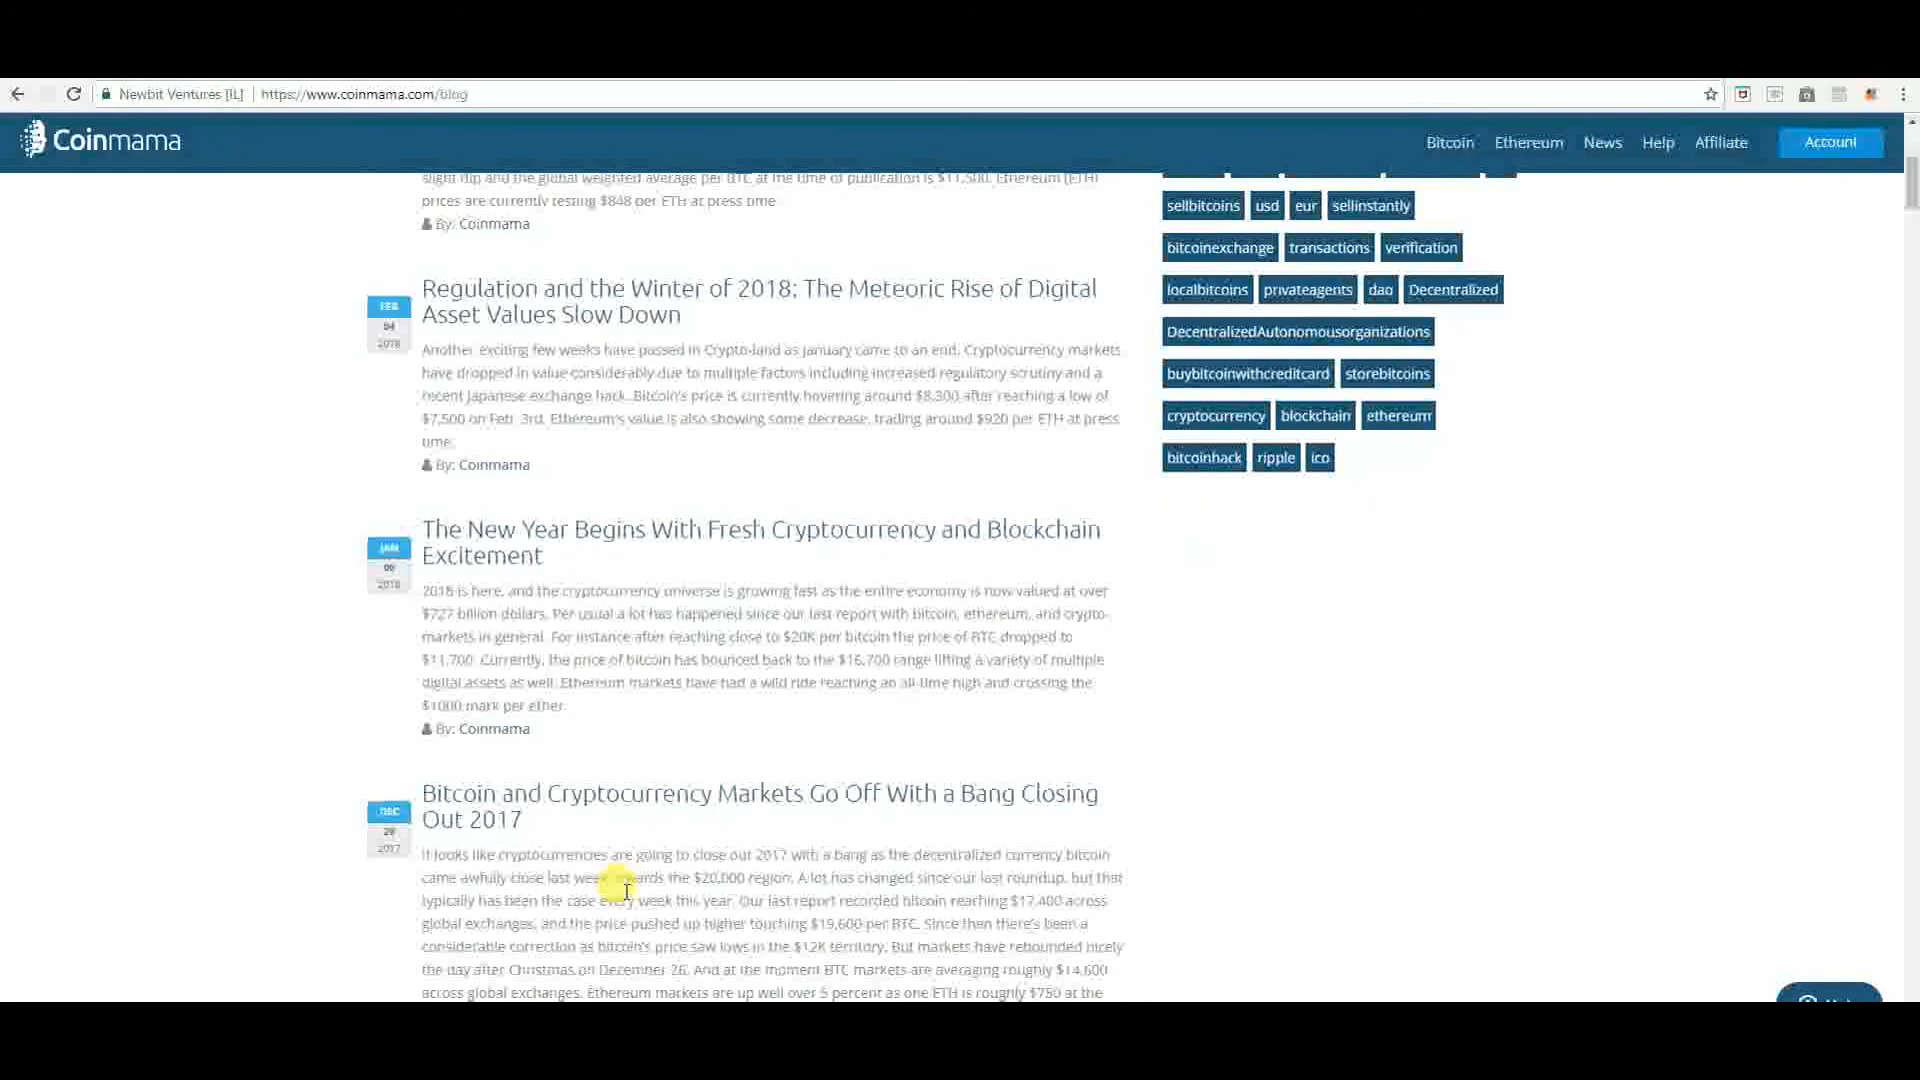 Newbit Ventures [IL] https://www.coinmama.com/blog
Coinmama
Bitcoin Ethereum News Help Affiliate Account
slight dip and the global weighted average per BTC at the time of publication is $11,500. Ethereum (ETH)
prices are currently testing $848 per ETH at press time
By: Coinmama
sellbitcoins usd eur sellinstantly
bitcoinexchange transactions verification
localbitcoins privateagents dao Decentralized
DecentralizedAutonomousorganizations
buybitcoinwithcreditcard storebitcoins
cryptocurrency blockchain ethereum
bitcoinhack ripple ico
FEB
04
2018
Regulation and the Winter of 2018: The Meteoric Rise of Digital
Asset Values Slow Down
Another exciting few weeks have passed in Crypto-land as January came to an end. Cryptocurrency markets
have dropped in value considerably due to multiple factors including increased regulatory scrutiny and a
recent Japanese exchange hack. Bitcoin's price is currently hovering around $8,300 after reaching a low of
$7,500 on Feb. 3rd. Ethereum's value is also showing some decrease, trading around $920 per ETH at press
time.
By: Coinmama
JAN
2018
The New Year Begins With Fresh Cryptocurrency and Blockchain
Excitement
2018 is here, and the cryptocurrency universe is growing fast as the entire economy is now valued at over
$727 billion dollars. Per usual a lot has happened since our last report with bitcoin, ethereum, and crypto-
markets in general. For instance after reaching close to $20K per bitcoin the price of BTC dropped to
$11,700. Currently, the price of bitcoin has bounced back to the $16,700 range lifting a variety of multiple
digital assets as well. Ethereum markets have had a wild ride reaching an all-time high and crossing the
$1000 mark per ether.
By: Coinmama
DEC
2017
Bitcoin and Cryptocurrency Markets Go Off With a Bang Closing
Out 2017
It looks like cryptocurrencies are going to close out 2017 with a bang as the decentralized currency bitcoin
came awfully close last week towards the $20,000 region. A lot has changed since our last roundup, but that
typically has been the case every week this year. Our last report recorded bitcoin reaching $17,400 across
global exchanges, and the price pushed up higher touching $19,600 per BTC. Since then there's been a
considerable correction as bitcoin's price saw lows in the $12K territory. But markets have rebounded nicely
the day after Christmas on December 26. And at the moment BTC markets are averaging roughly $14,600
across global exchanges. Ethereum markets are up well over 5 percent as one ETH is roughly $750 at the